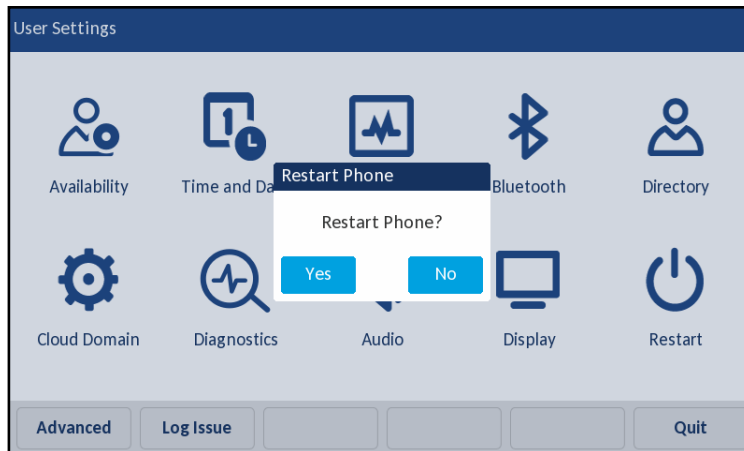 User Settings
1
Availability
Time and Da
Bluetooth
Directory
Restart Phone
Restart Phone?
Yes
No
Cloud Domain
Diagnostics
Audio
Display
Restart
Advanced
Log Issue
Quit